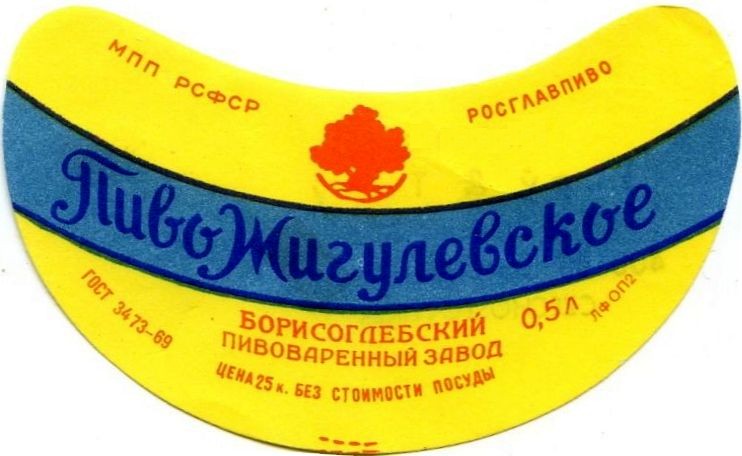 МПП РСФСР
РОСГЛАВПИВО
Пиво Жигулевское
ГОСТ 3473-69
БОРИСОГЛЕБСКИЙ
ПИВОВАРЕННЫЙ ЗАВОД
0,5 л
ЛФОП2
ЦЕНА 25 к. БЕЗ СТОИМОСТИ ПОСУДЫ